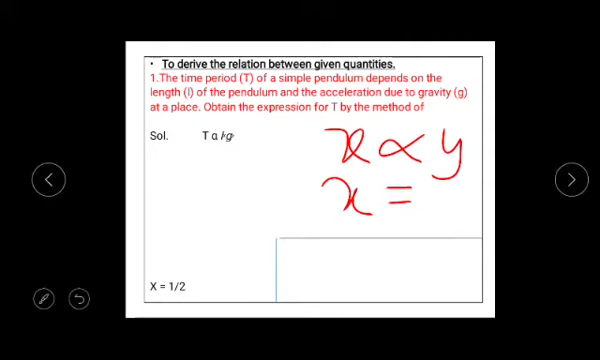 • To derive the relation between given quantities.
1.The time period (T) of a simple pendulum depends on the
length (l) of the pendulum and the acceleration due to gravity (g)
at a place. Obtain the expression for T by the method of
Sol. T α lg
x ∝ y
x =
X = 1/2